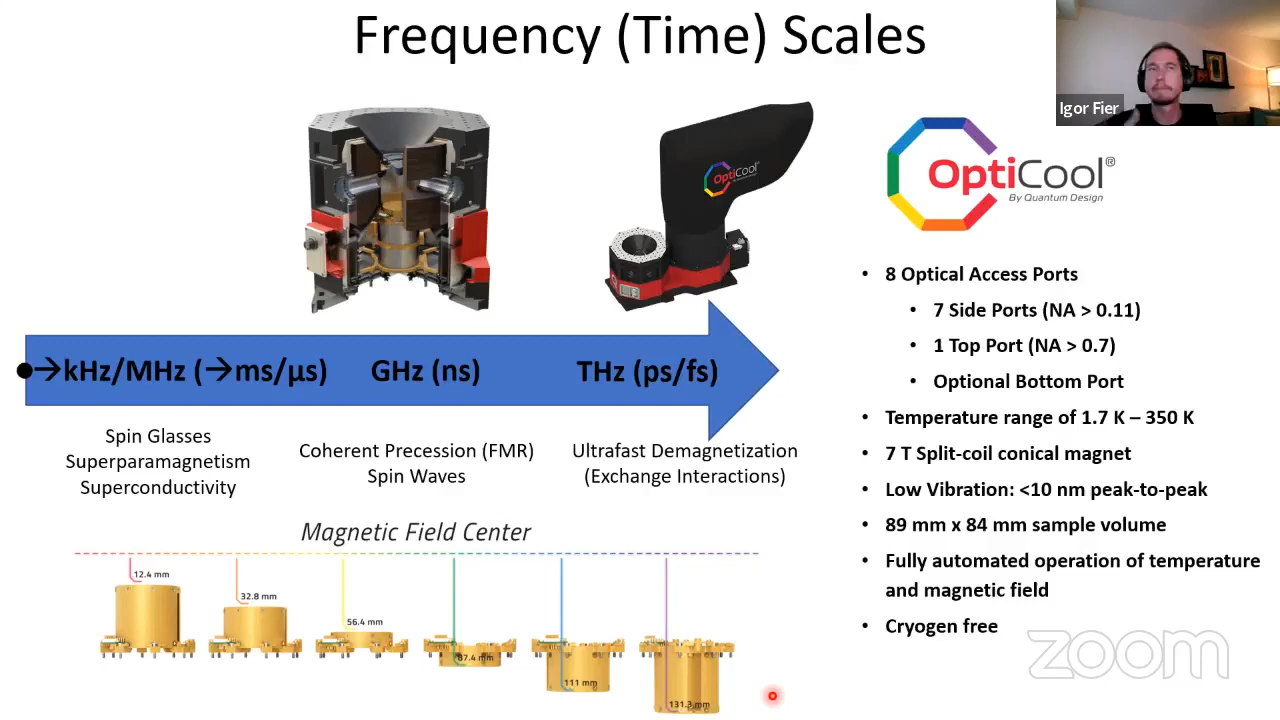 Frequency (Time) Scales
Igor Fier
OptiCool®
By Quantum Design
OptiCool®
→kHz/MHz (→ms/µs)
GHz (ns)
THz (ps/fs)
Spin Glasses
Superparamagnetism
Superconductivity
Coherent Precession (FMR)
Spin Waves
Ultrafast Demagnetization
(Exchange Interactions)
Magnetic Field Center
12.4 mm
32.8 mm
56.4 mm
87.4 mm
111 mm
131.3 mm
• 8 Optical Access Ports
• 7 Side Ports (NA > 0.11)
• 1 Top Port (NA > 0.7)
• Optional Bottom Port
• Temperature range of 1.7 K – 350 K
• 7 T Split-coil conical magnet
• Low Vibration: <10 nm peak-to-peak
• 89 mm x 84 mm sample volume
• Fully automated operation of temperature
and magnetic field
• Cryogen free
zoom